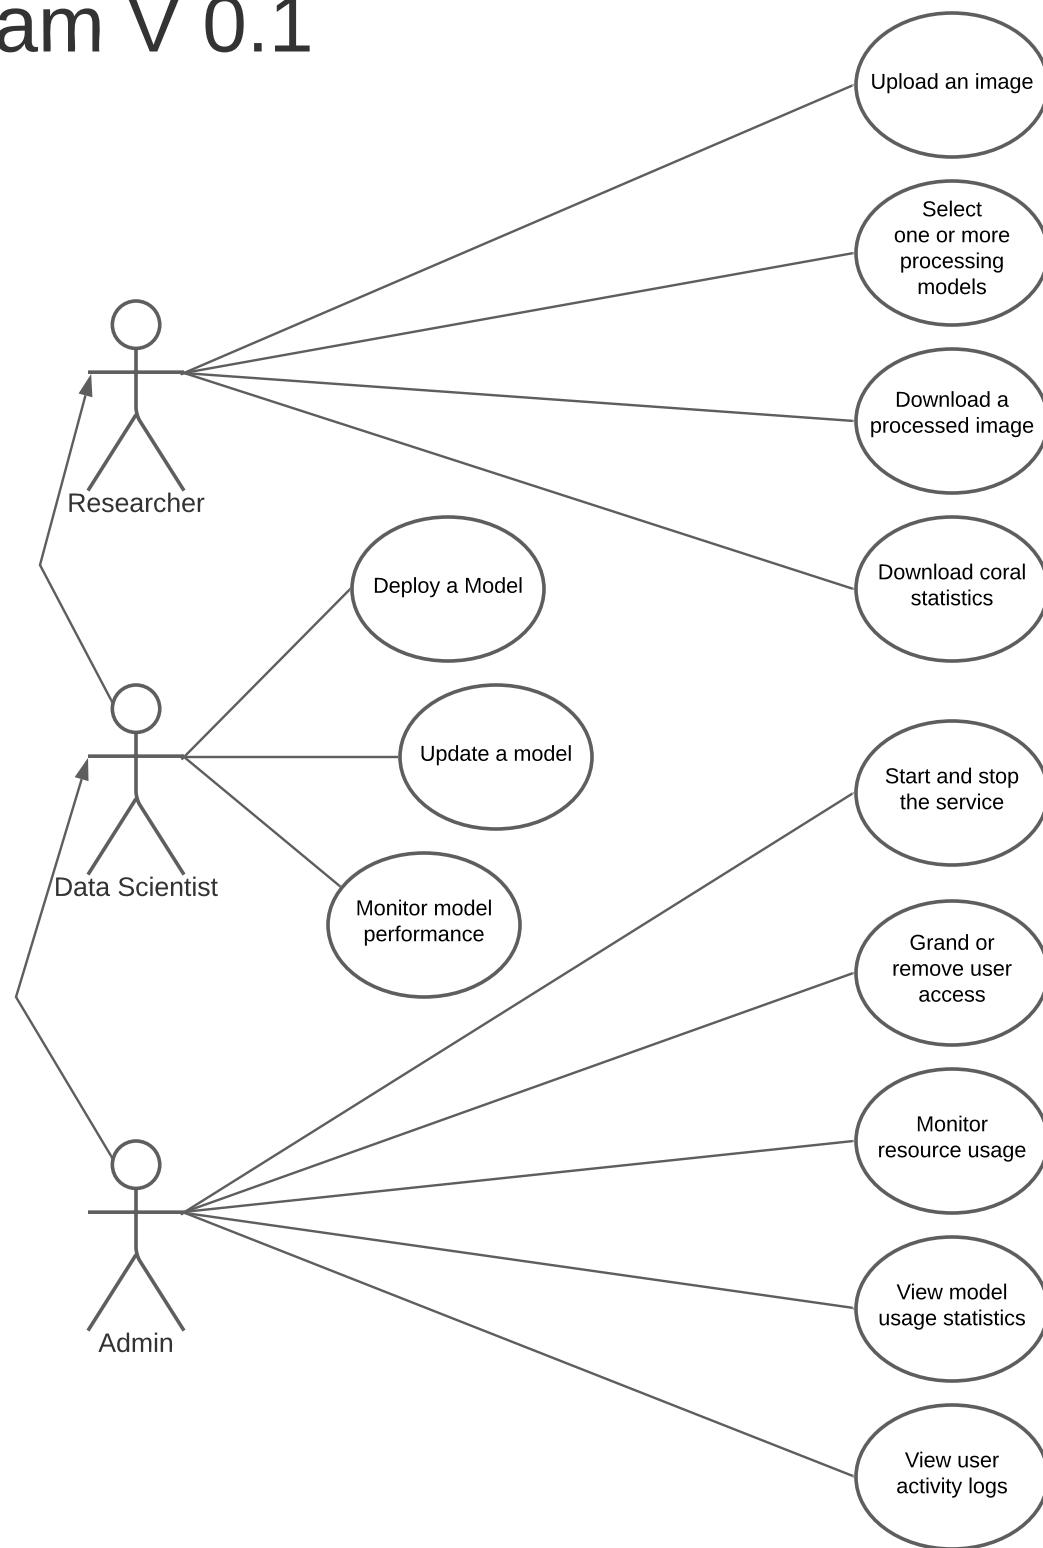 am V 0.1
Upload an image
Select
one or more
processing
models
Download a
processed image
Researcher
Download coral
statistics
Deploy a Model
Update a model
Start and stop
the service
Data Scientist
Monitor model
performance
Grand or
remove user
access
Monitor
resource usage
View model
usage statistics
Admin
View user
activity logs